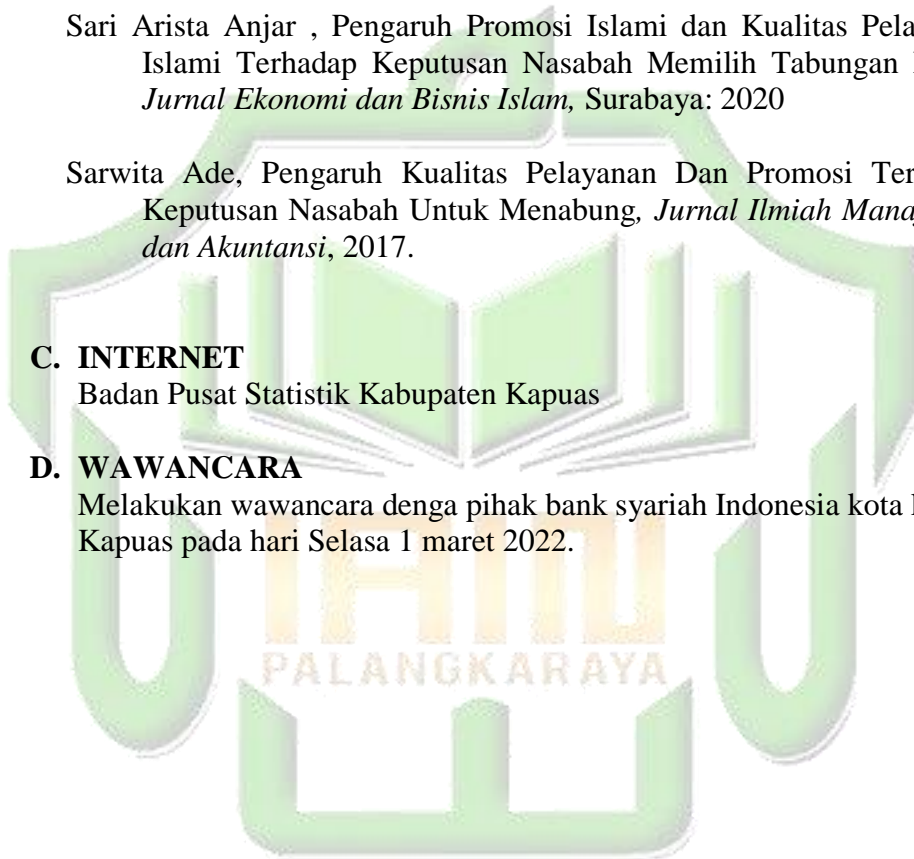 Sari Arista Anjar , Pengaruh Promosi Islami dan Kualitas
Islami Terhadap Keputusan Nasabah Memilih Tabungan
Jurnal Ekonomi dan Bisnis Islam, Surabaya: 2020
Sarwita Ade, Pengaruh Kualitas Pelayanan Dan Promosi
Keputusan Nasabah Untuk Menabung, Jurnal Ilmiah
dan Akuntansi, 2017.
C. INTERNET
Badan Pusat Statistik Kabupaten Kapuas
D. WAWANCARA
Melakukan wawancara denga pihak bank syariah Indonesia kota
Kapuas pada hari Selasa 1 maret 2022.
IAIN
PALANGKARAYA